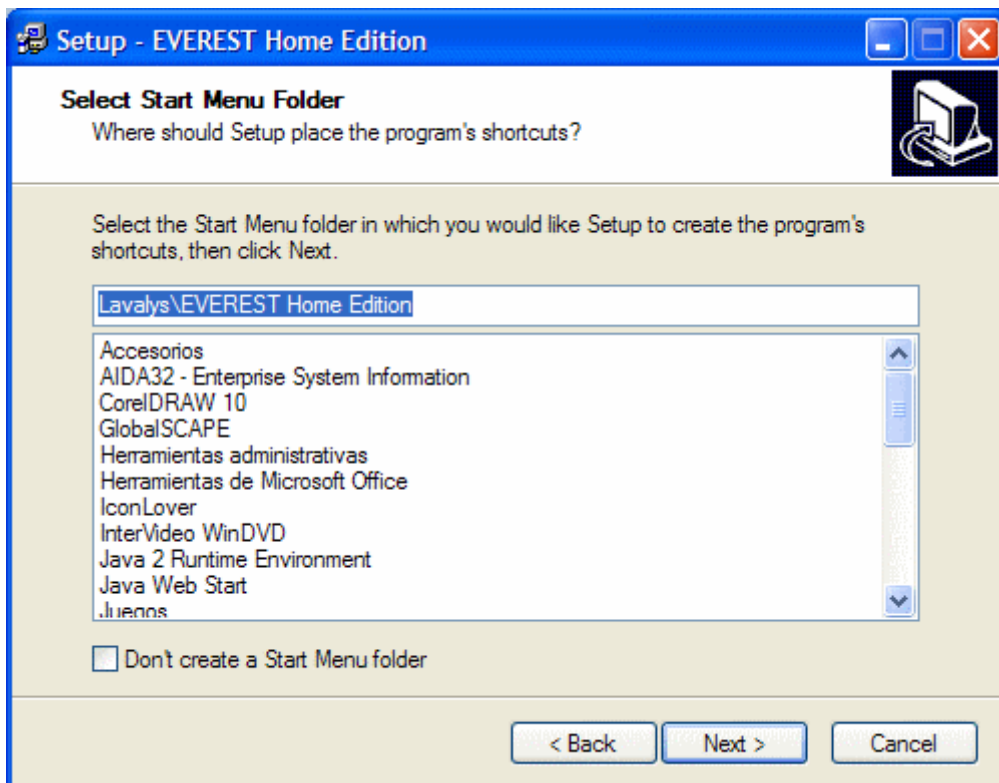 Setup - EVEREST Home Edition
Select Start Menu Folder
Where should Setup place the program's shortcuts?
Select the Start Menu folder in which you would like Setup to create the program's
shortcuts, then click Next.
Lavalys\EVEREST Home Edition
Accesorios
AIDA32 - Enterprise System Information
CorelDRAW 10
GlobalSCAPE
Herramientas administrativas
Herramientas de Microsoft Office
IconLover
InterVideo WinDVD
Java 2 Runtime Environment
Java Web Start
Juegos
Don't create a Start Menu folder
< Back Next > Cancel